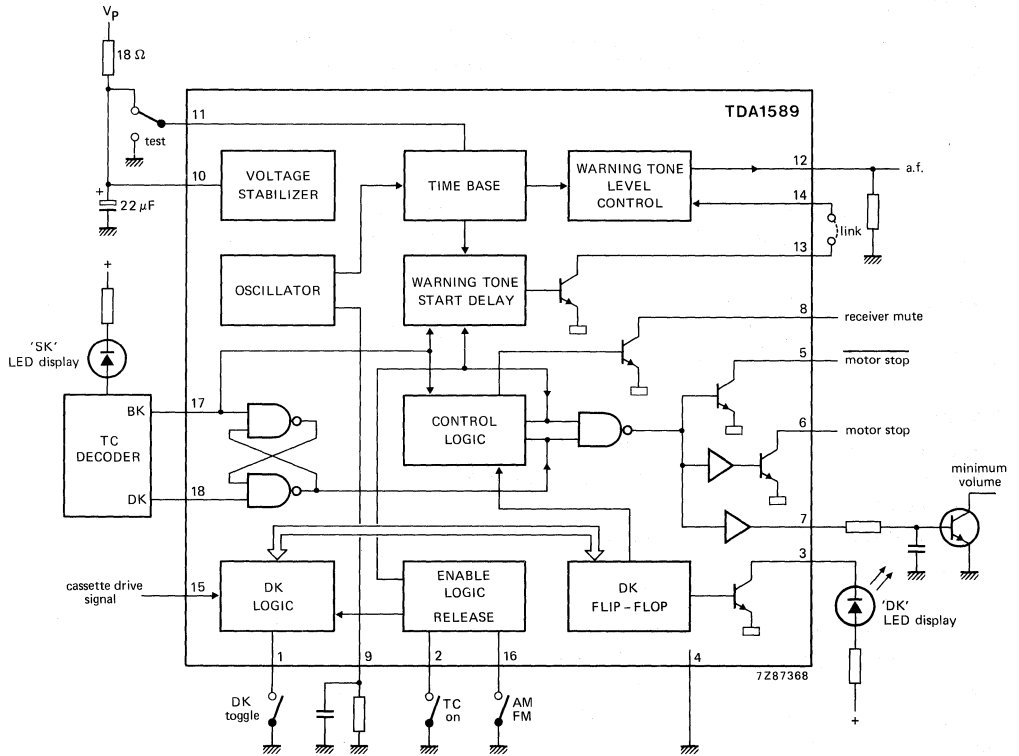 VP
18 Ω
TDA1589
11
test
10
+
22 µF
VOLTAGE
STABILIZER
TIME BASE
WARNING TONE
LEVEL
CONTROL
12
a.f.
14
link
13
+
OSCILLATOR
WARNING TONE
START DELAY
8
receiver mute
'SK'
LED display
5
motor stop
BK
17
TC
DECODER
CONTROL
LOGIC
6
motor stop
DK
18
minimum
volume
7
3
cassette drive
signal
15
DK
LOGIC
ENABLE
LOGIC
RELEASE
DK
FLIP-FLOP
'DK'
LED display
1
9
2
16
4
7Z87368
DK
toggle
TC
on
AM
FM
+